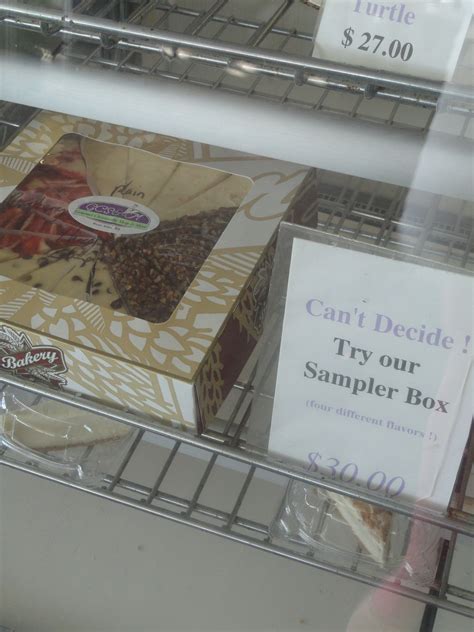 Turtle
$ 27.00
Plain
Bakery
Can't Decide !
Try our
Sampler Box
(four different flavors !)
$30.00